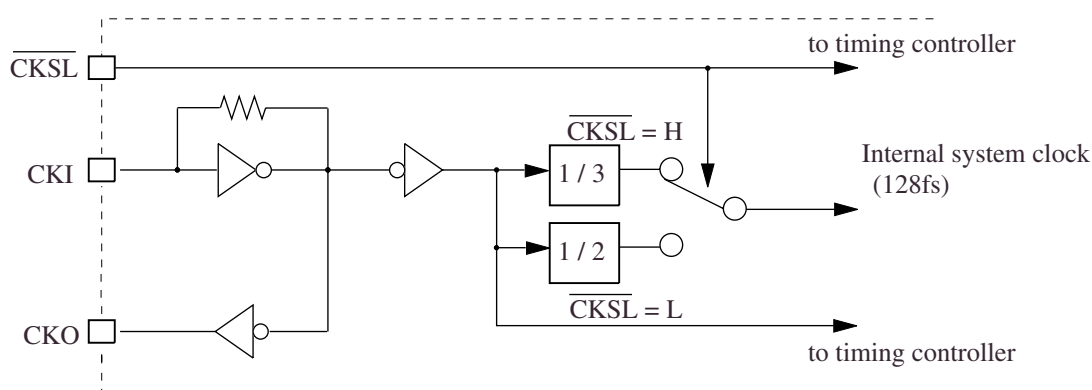 to timing controller
CKSL
CKSL = H
CKI
1 / 3
Internal system clock
(128fs)
1 / 2
CKSL = L
CKO
to timing controller